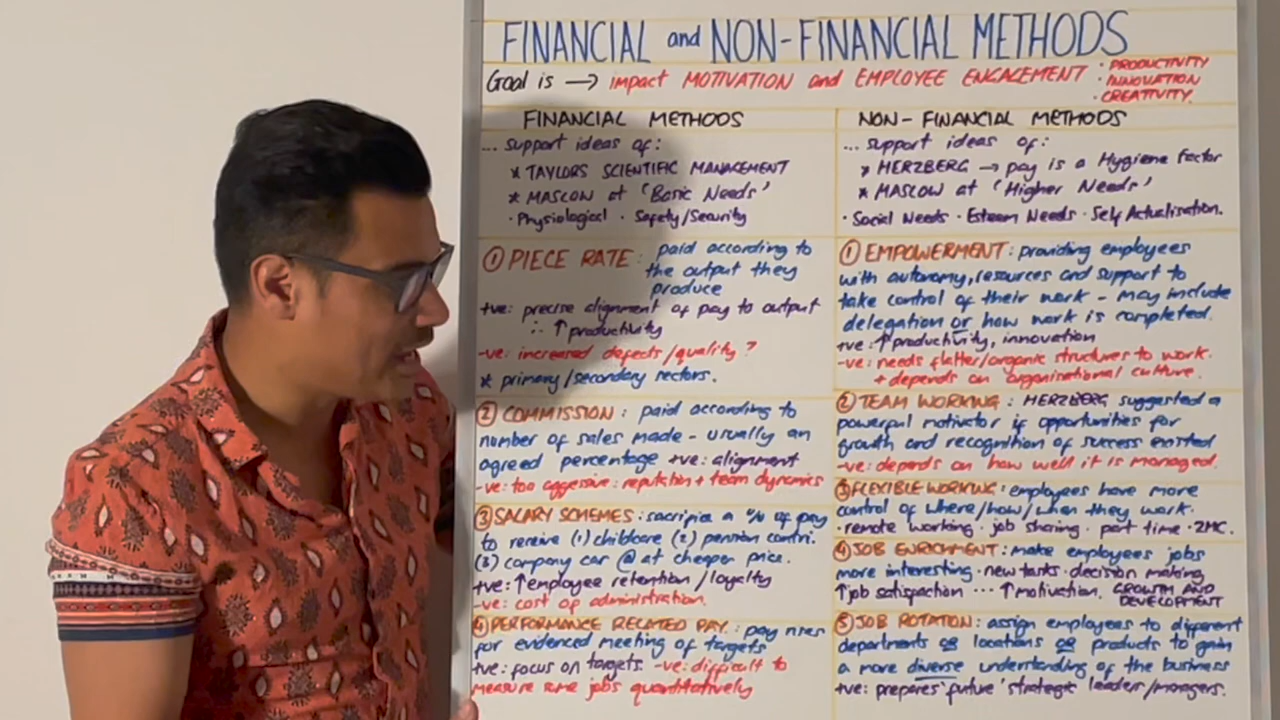 FINANCIAL and NON-FINANCIAL METHODS
Goal is → impact MOTIVATION and EMPLOYEE ENGAGEMENT
· PRODUCTIVITY
· INNOVATION
· CREATIVITY.
FINANCIAL METHODS
... support ideas of:
* TAYLORS SCIENTIFIC MANAGEMENT
* MASLOW at 'Basic Needs'
· Physiological · Safety/Security
① PIECE RATE: paid according to
the output they
produce
+ve: precise alignment of pay to output
∴ ↑ productivity
-ve: increased defects/quality?
* primary/secondary sectors.
② COMMISSION: paid according to
number of sales made - usually an
agreed percentage +ve: alignment
-ve: too aggessive: reputation + team dynamics
③ SALARY SCHEMES: sacrifice a % of pay
to receive (1) childcare (2) pension contri.
(3) company car @ at cheaper price.
+ve: ↑ employee retention / loyalty
-ve: cost of administration.
④ PERFORMANCE RELATED PAY: pay rises
for evidenced meeting of targets
+ve: focus on targets -ve: difficult to
measure some jobs quantitatively
NON-FINANCIAL METHODS
... support ideas of:
* HERZBERG → pay is a Hygiene factor
* MASLOW at 'Higher Needs'
· Social Needs · Esteem Needs · Self Actualisation.
① EMPOWERMENT: providing employees
with autonomy, resources and support to
take control of their work - may include
delegation or how work is completed.
+ve: ↑ productivity, innovation
-ve: needs flatter/organic structures to work.
+ depends on organisational culture.
② TEAM WORKING: HERZBERG suggested a
powerful motivator if opportunities for
growth and recognition of success existed
-ve: depends on how well it is managed.
③ FLEXIBLE WORKING: employees have more
control of where/how/when they work.
· remote working · job sharing · part time · ZHC.
④ JOB ENRICHMENT: make employees jobs
more interesting · new tasks · decision making
↑ job satisfaction ... ↑ motivation. GROWTH AND
DEVELOPMENT
⑤ JOB ROTATION: assign employees to different
departments OR locations OR products to gain
a more diverse understanding of the business
+ve: prepares 'future' strategic leaders/managers.